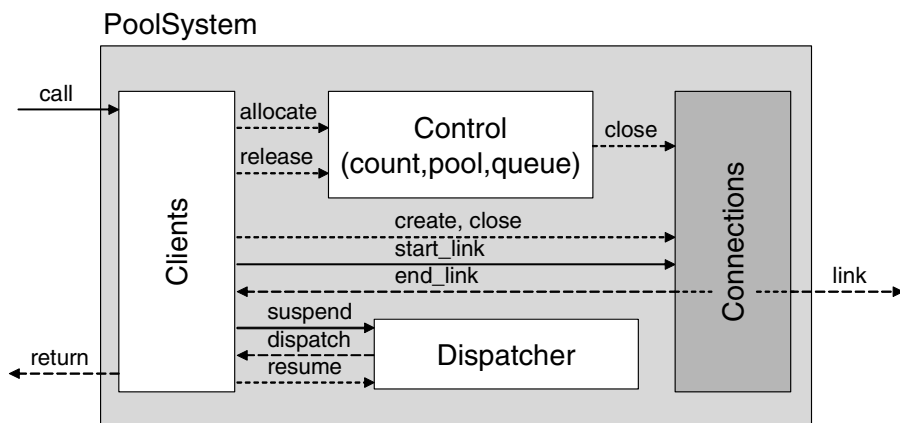 PoolSystem
call
allocate
release
Control
(count,pool,queue)
close
Clients
Connections
create, close
start_link
end_link
link
suspend
dispatch
resume
Dispatcher
return